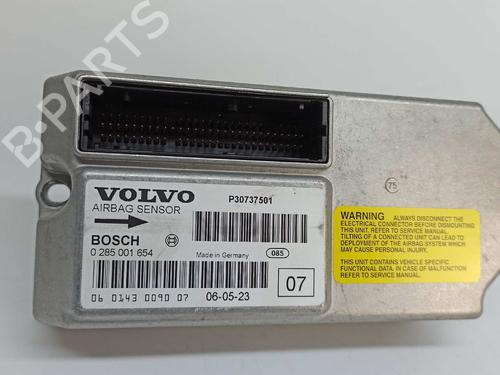 B-PARTS
VOLVO
AIRBAG SENSOR
P30737501
BOSCH
0 285 001 654
Made in Germany
085
06 0143 0090 07
06-05-23
07
75
WARNING ALWAYS DISCONNECT THE
ELECTRICAL CONNECTOR BEFORE MOUNTING
THIS UNIT. REFER TO SERVICE MANUAL.
TILTING OF A CONNECTED UNIT CAN LEAD TO
DEPLOYMENT OF THE AIRBAG SYSTEM WHICH
MAY CAUSE PERSONAL INJURY.
THIS UNIT CONTAINS VEHICLE SPECIFIC
FUNCTIONAL DATA. IN CASE OF MALFUNCTION
REFER TO SERVICE MANUAL.